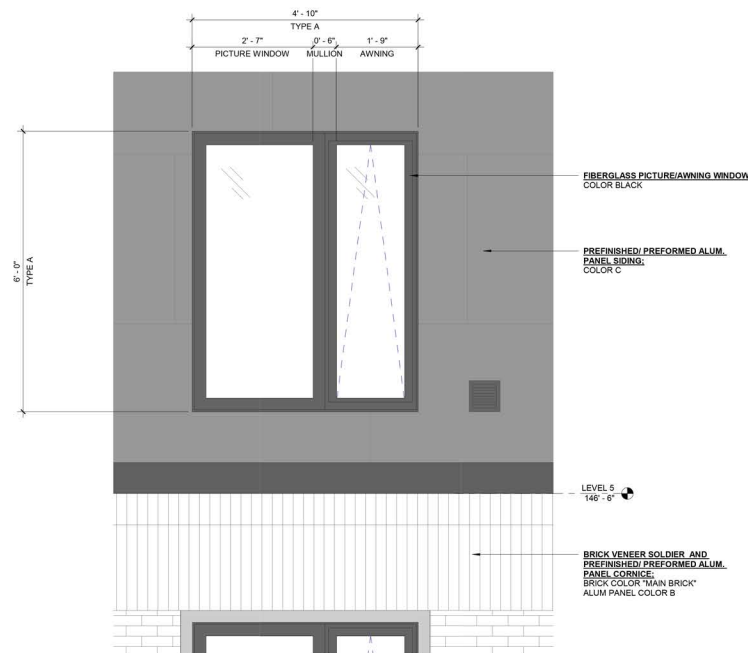 4' - 10"
TYPE A
2' - 7" 0' - 6" 1' - 9"
PICTURE WINDOW MULLION AWNING
6' - 0"
TYPE A
FIBERGLASS PICTURE/AWNING WINDOW
COLOR BLACK
PREFINISHED/ PREFORMED ALUM.
PANEL SIDING;
COLOR C
LEVEL 5
146' - 6"
BRICK VENEER SOLDIER AND
PREFINISHED/ PREFORMED ALUM.
PANEL CORNICE;
BRICK COLOR "MAIN BRICK"
ALUM PANEL COLOR B